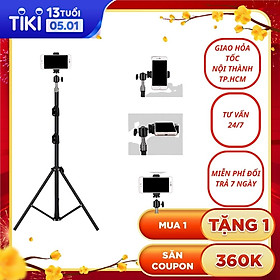 TIKI
13 TUỔI
05.01
GIAO HỎA
TỐC
NỘI THÀNH
TP.HCM
TƯ VẤN
24/7
MIỄN PHÍ ĐỔI
TRẢ 7 NGÀY
MUA 1
TẶNG 1
SĂN
COUPON
360K